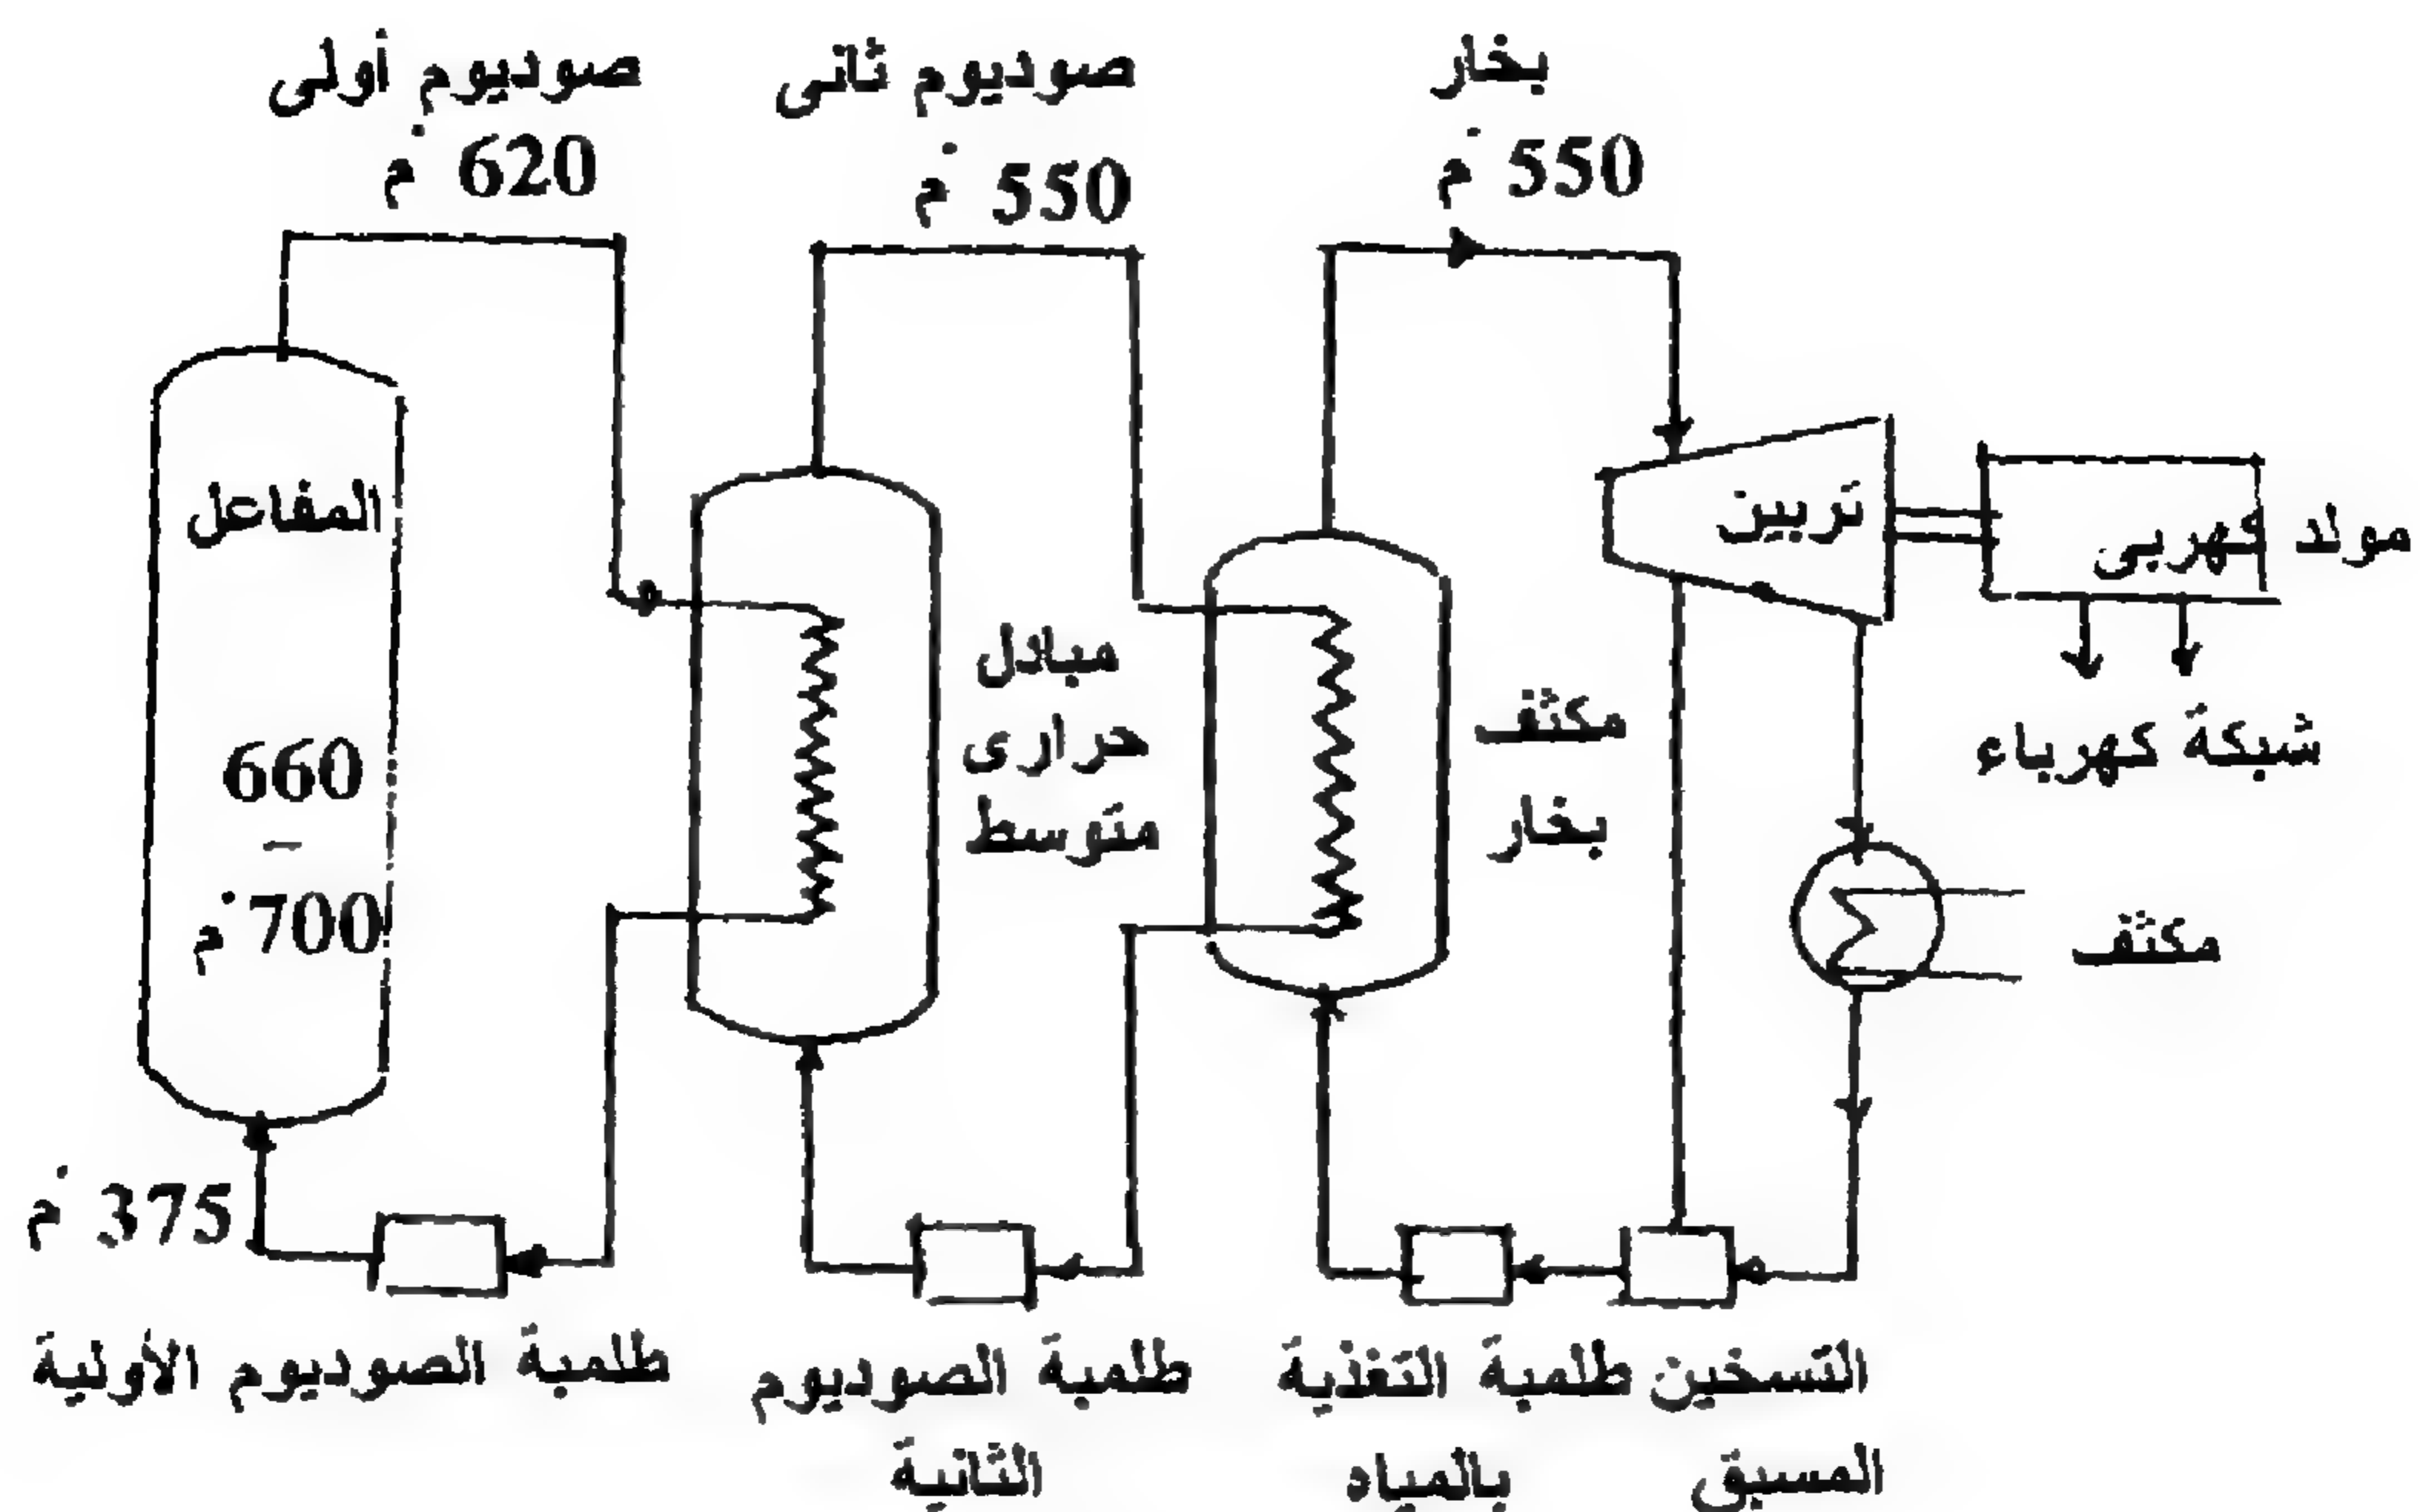 صوديوم أولى
620 °م
صوديوم ثانى
550 °م
بخار
550 °م
المفاعل
660
–
700 °م
375 °م
مبادل
حرارى
متوسط
مكثف
بخار
تربين
مولد كهربى
شبكة كهرباء
مكثف
طلمبة الصوديوم الأولية
طلمبة الصوديوم
الثانية
طلمبة التغذية
بالمياه
التسخين
المسبق